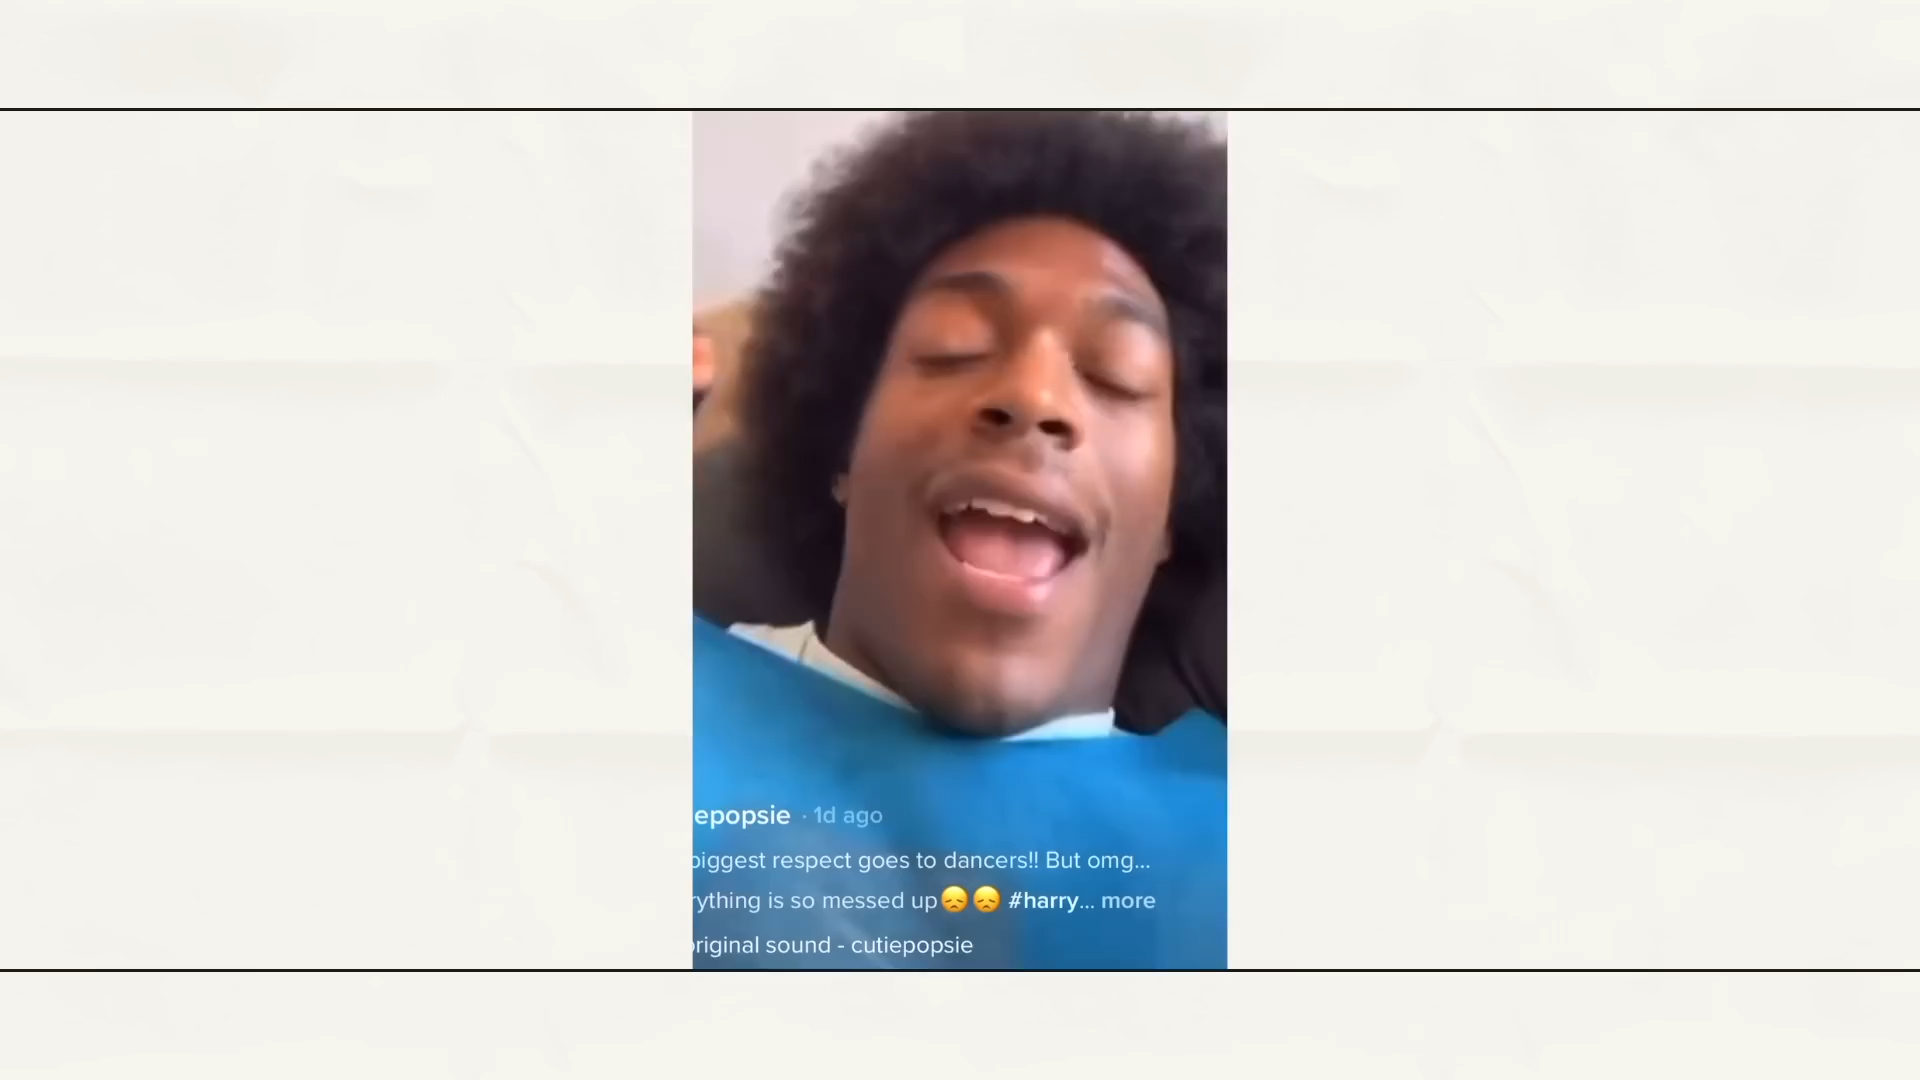 epopsie · 1d ago
biggest respect goes to dancers!! But omg...
rything is so messed up😞😞 #harry... more
original sound - cutiepopsie